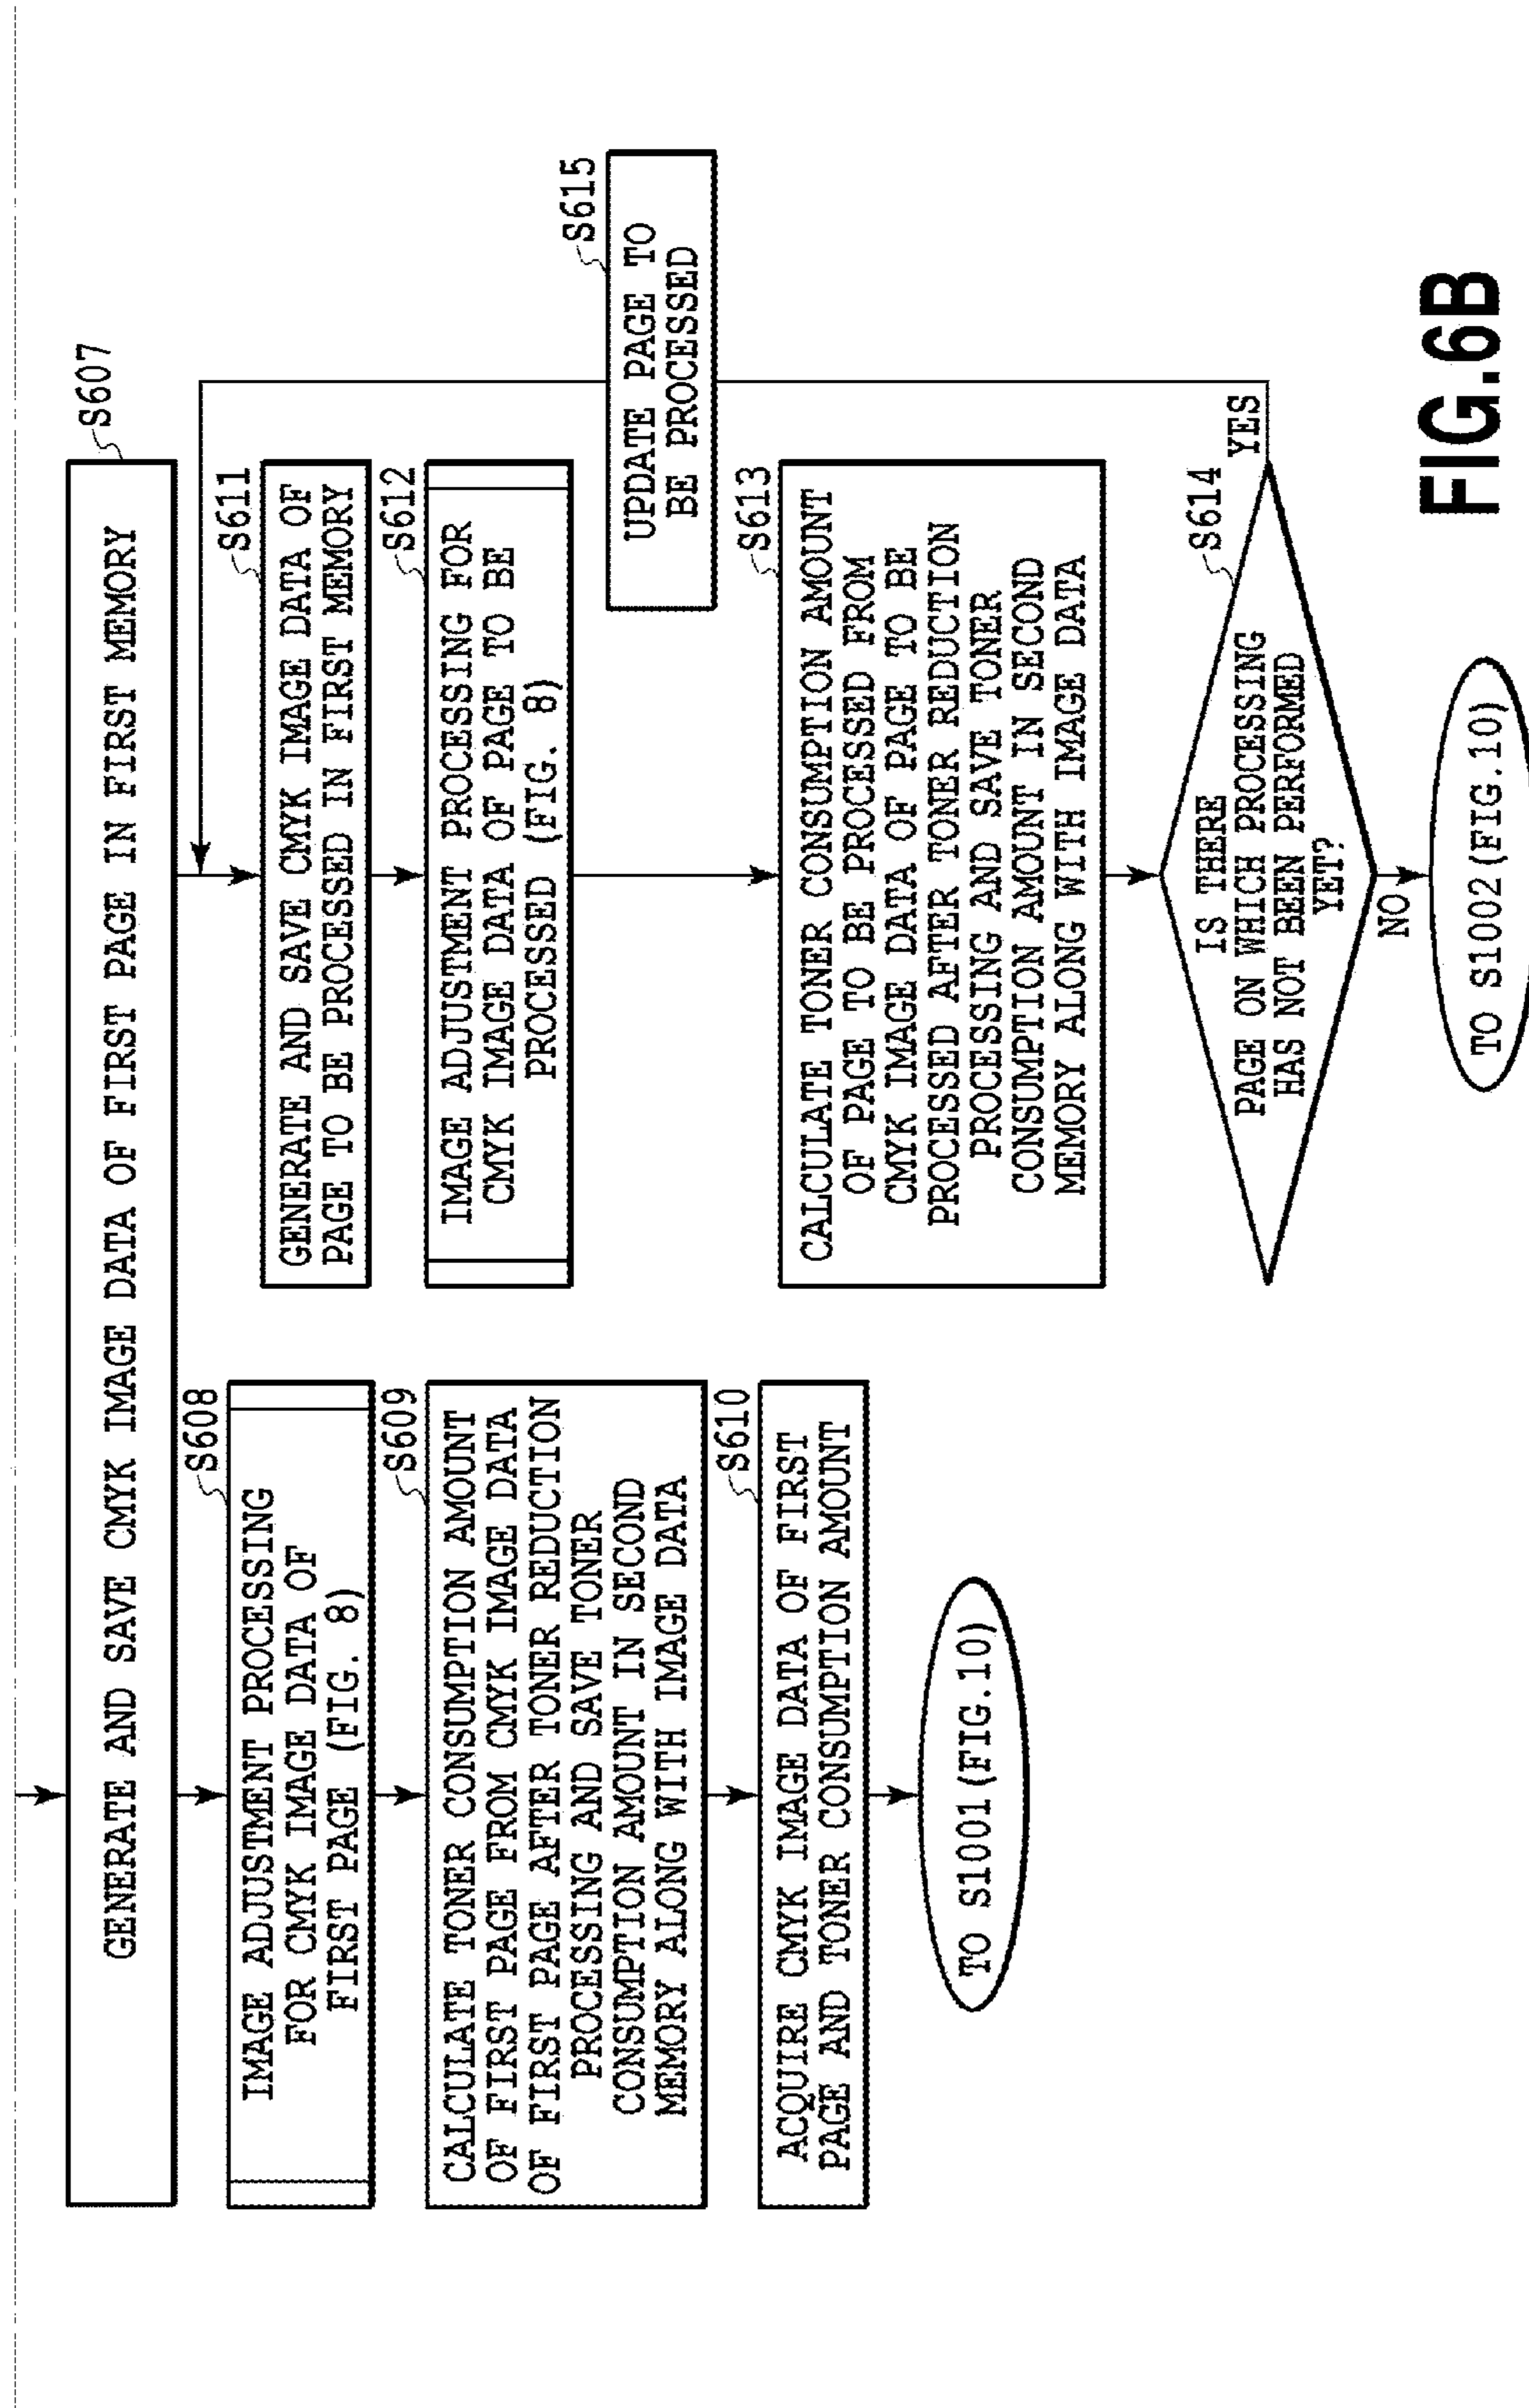 S607
GENERATE AND SAVE CMYK IMAGE DATA OF FIRST PAGE IN FIRST MEMORY
S608
IMAGE ADJUSTMENT PROCESSING
FOR CMYK IMAGE DATA OF
FIRST PAGE (FIG. 8)
S609
CALCULATE TONER CONSUMPTION AMOUNT
OF FIRST PAGE FROM CMYK IMAGE DATA
OF FIRST PAGE AFTER TONER REDUCTION
PROCESSING AND SAVE TONER
CONSUMPTION AMOUNT IN SECOND
MEMORY ALONG WITH IMAGE DATA
S610
ACQUIRE CMYK IMAGE DATA OF FIRST
PAGE AND TONER CONSUMPTION AMOUNT
TO S1001(FIG.10)
S611
GENERATE AND SAVE CMYK IMAGE DATA OF
PAGE TO BE PROCESSED IN FIRST MEMORY
S612
IMAGE ADJUSTMENT PROCESSING FOR
CMYK IMAGE DATA OF PAGE TO BE
PROCESSED (FIG. 8)
S613
CALCULATE TONER CONSUMPTION AMOUNT
OF PAGE TO BE PROCESSED FROM
CMYK IMAGE DATA OF PAGE TO BE
PROCESSED AFTER TONER REDUCTION
PROCESSING AND SAVE TONER
CONSUMPTION AMOUNT IN SECOND
MEMORY ALONG WITH IMAGE DATA
S614
IS THERE
PAGE ON WHICH PROCESSING
HAS NOT BEEN PERFORMED
YET?
YES
NO
S615
UPDATE PAGE TO
BE PROCESSED
TO S1002(FIG.10)
FIG.6B